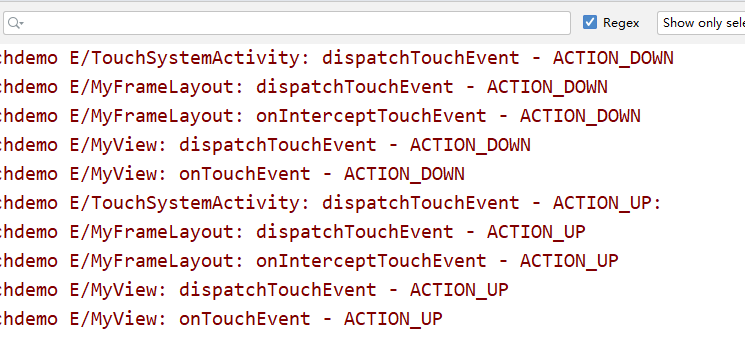 Regex
Show only sele
chdemo E/TouchSystemActivity: dispatchTouchEvent - ACTION_DOWN
chdemo E/MyFrameLayout: dispatchTouchEvent - ACTION_DOWN
chdemo E/MyFrameLayout: onInterceptTouchEvent - ACTION_DOWN
chdemo E/MyView: dispatchTouchEvent - ACTION_DOWN
chdemo E/MyView: onTouchEvent - ACTION_DOWN
chdemo E/TouchSystemActivity: dispatchTouchEvent - ACTION_UP:
chdemo E/MyFrameLayout: dispatchTouchEvent - ACTION_UP
chdemo E/MyFrameLayout: onInterceptTouchEvent - ACTION_UP
chdemo E/MyView: dispatchTouchEvent - ACTION_UP
chdemo E/MyView: onTouchEvent - ACTION_UP